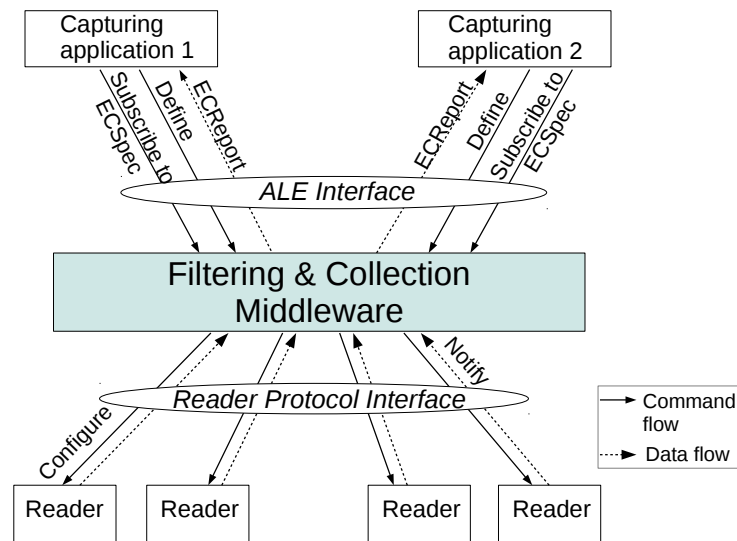 Capturing
application 1
Capturing
application 2
Subscribe to
ECSpec
Define
ECReport
ECReport
Define
Subscribe to
ECSpec
ALE Interface
Filtering & Collection
Middleware
Notify
Reader Protocol Interface
Configure
Command
flow
Data flow
Reader
Reader
Reader
Reader